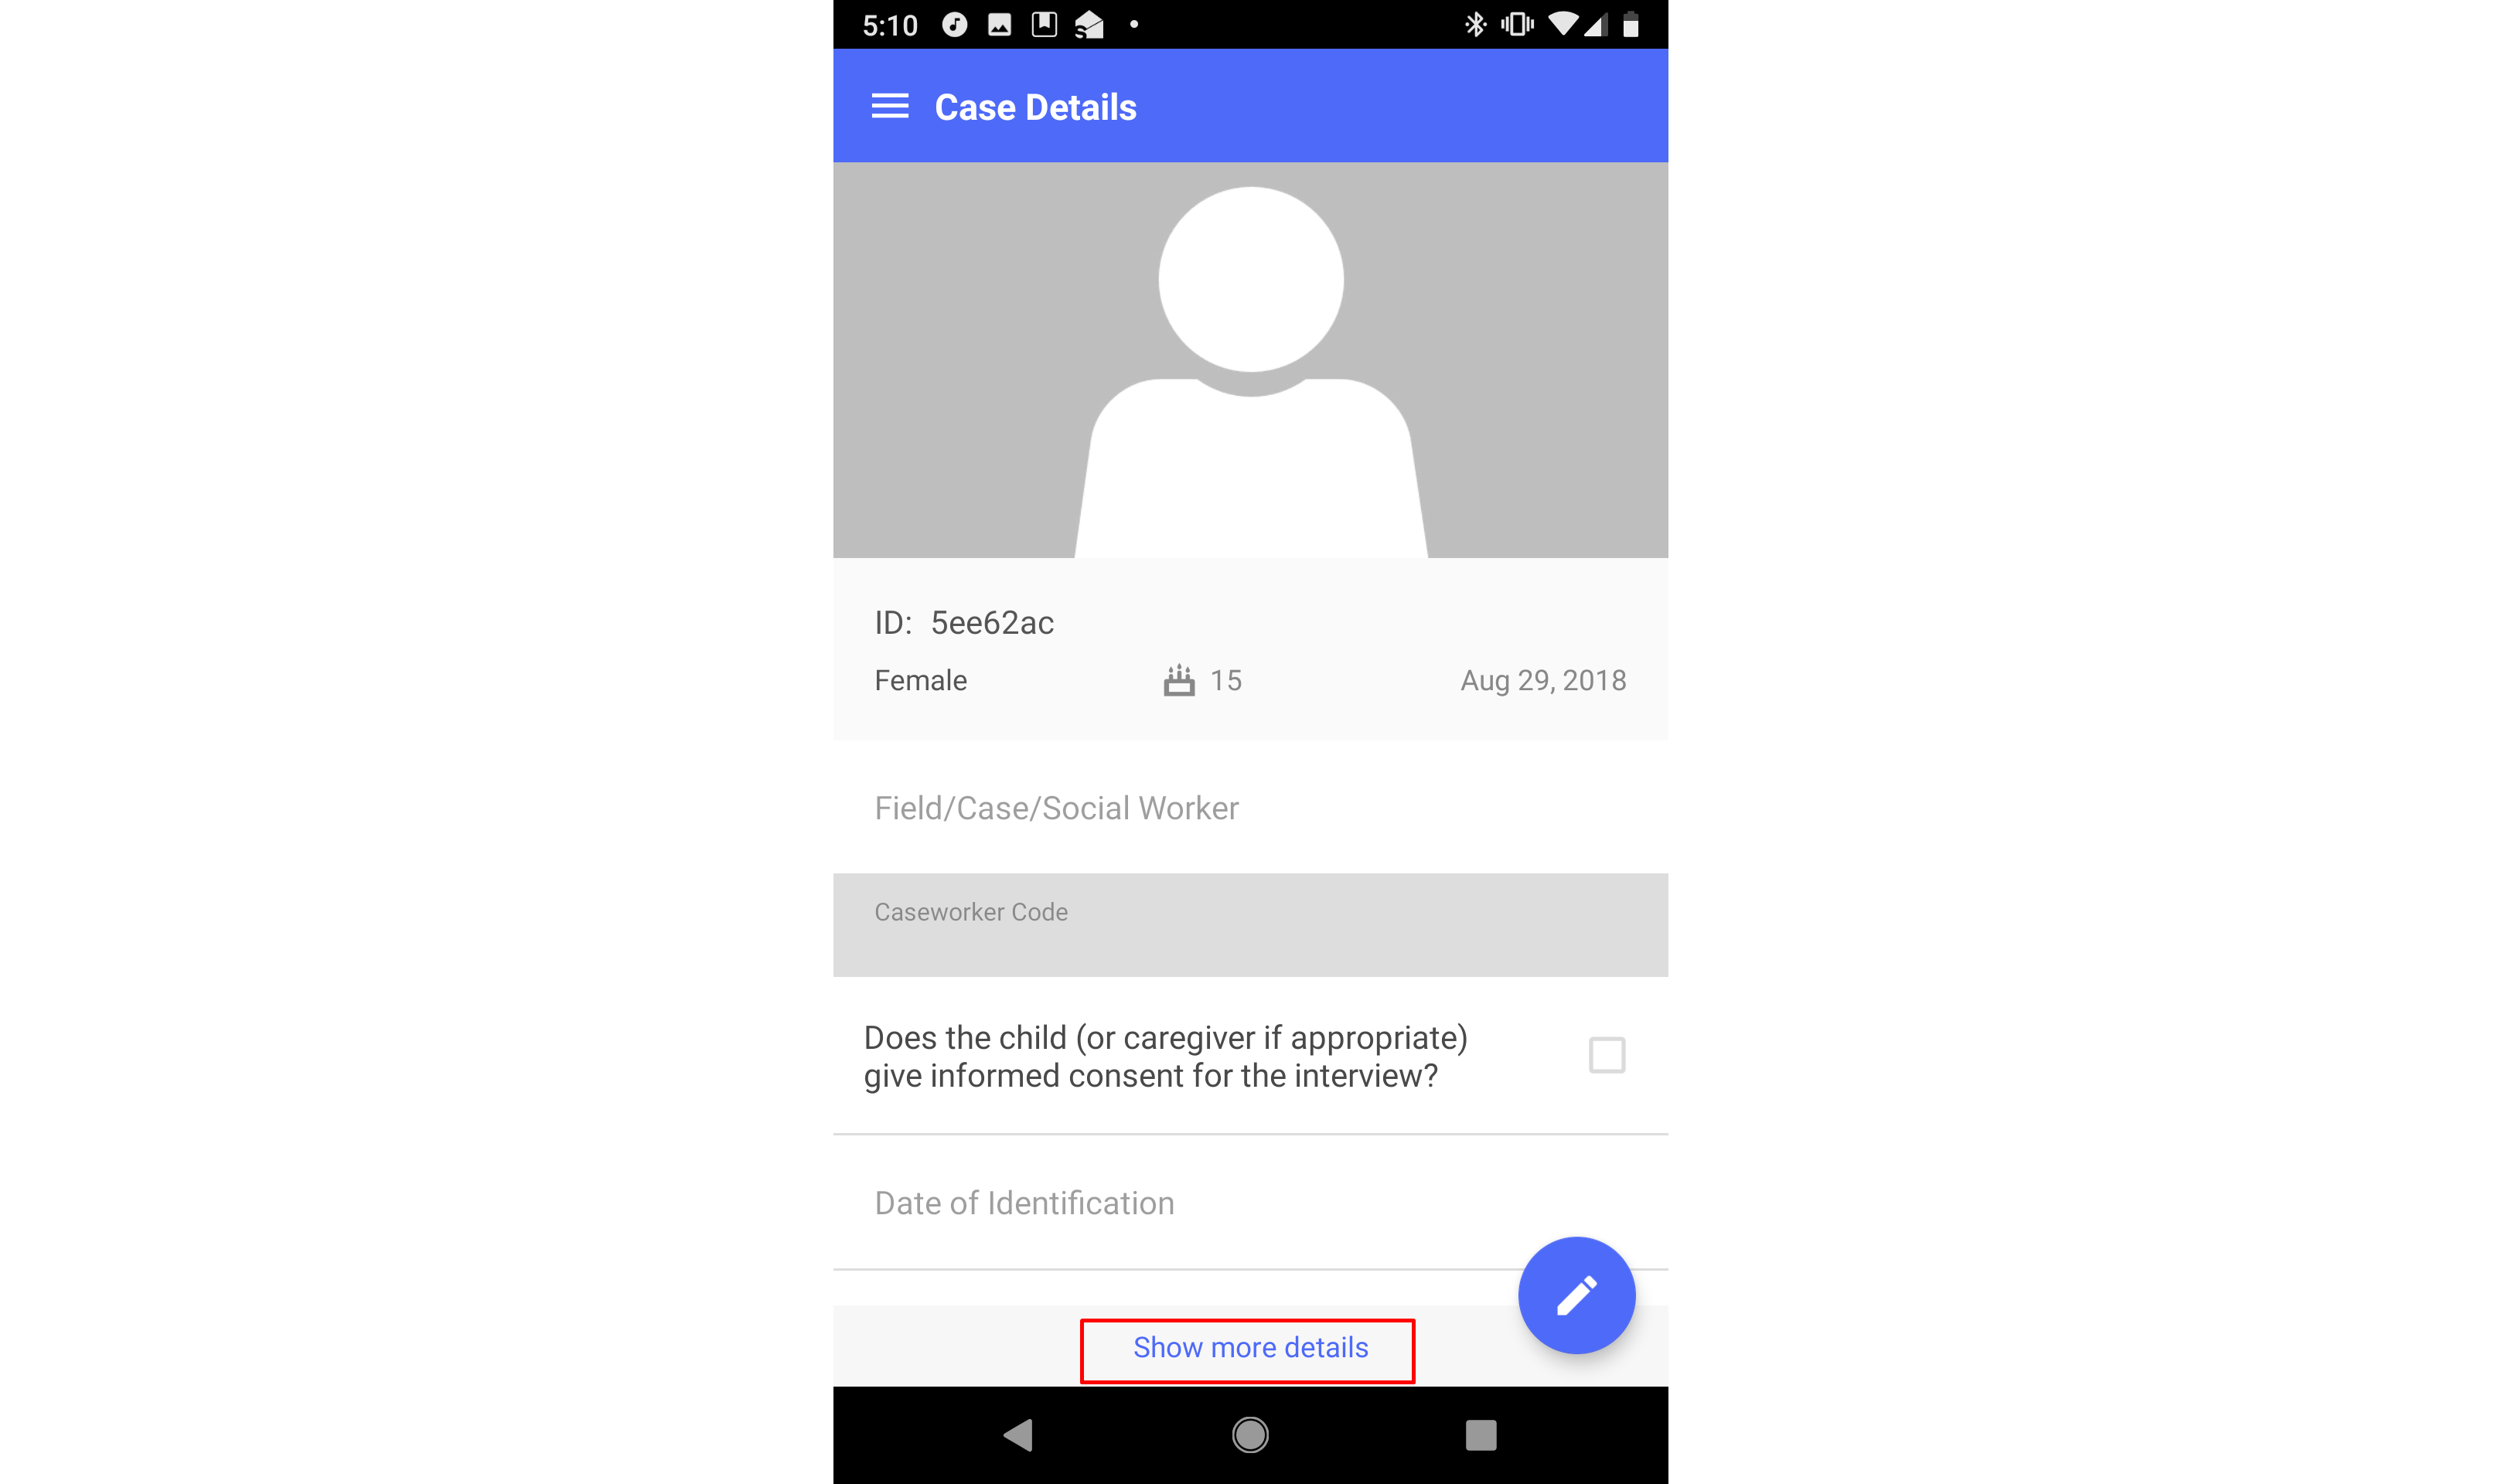 5:10
Case Details
ID: 5ee62ac
Female 15 Aug 29, 2018
Field/Case/Social Worker
Caseworker Code
Does the child (or caregiver if appropriate)
give informed consent for the interview?
Date of Identification
Show more details